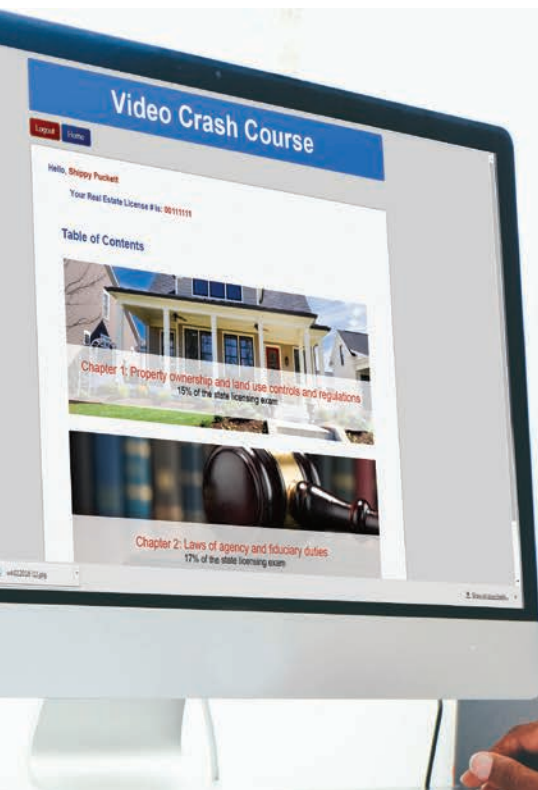 Video Crash Course
Logout Home
Hello, Shippy Puckett
Your Real Estate License # is: 00111111
Table of Contents
Chapter 1: Property ownership and land use controls and regulations
15% of the state licensing exam
Chapter 2: Laws of agency and fiduciary duties
17% of the state licensing exam